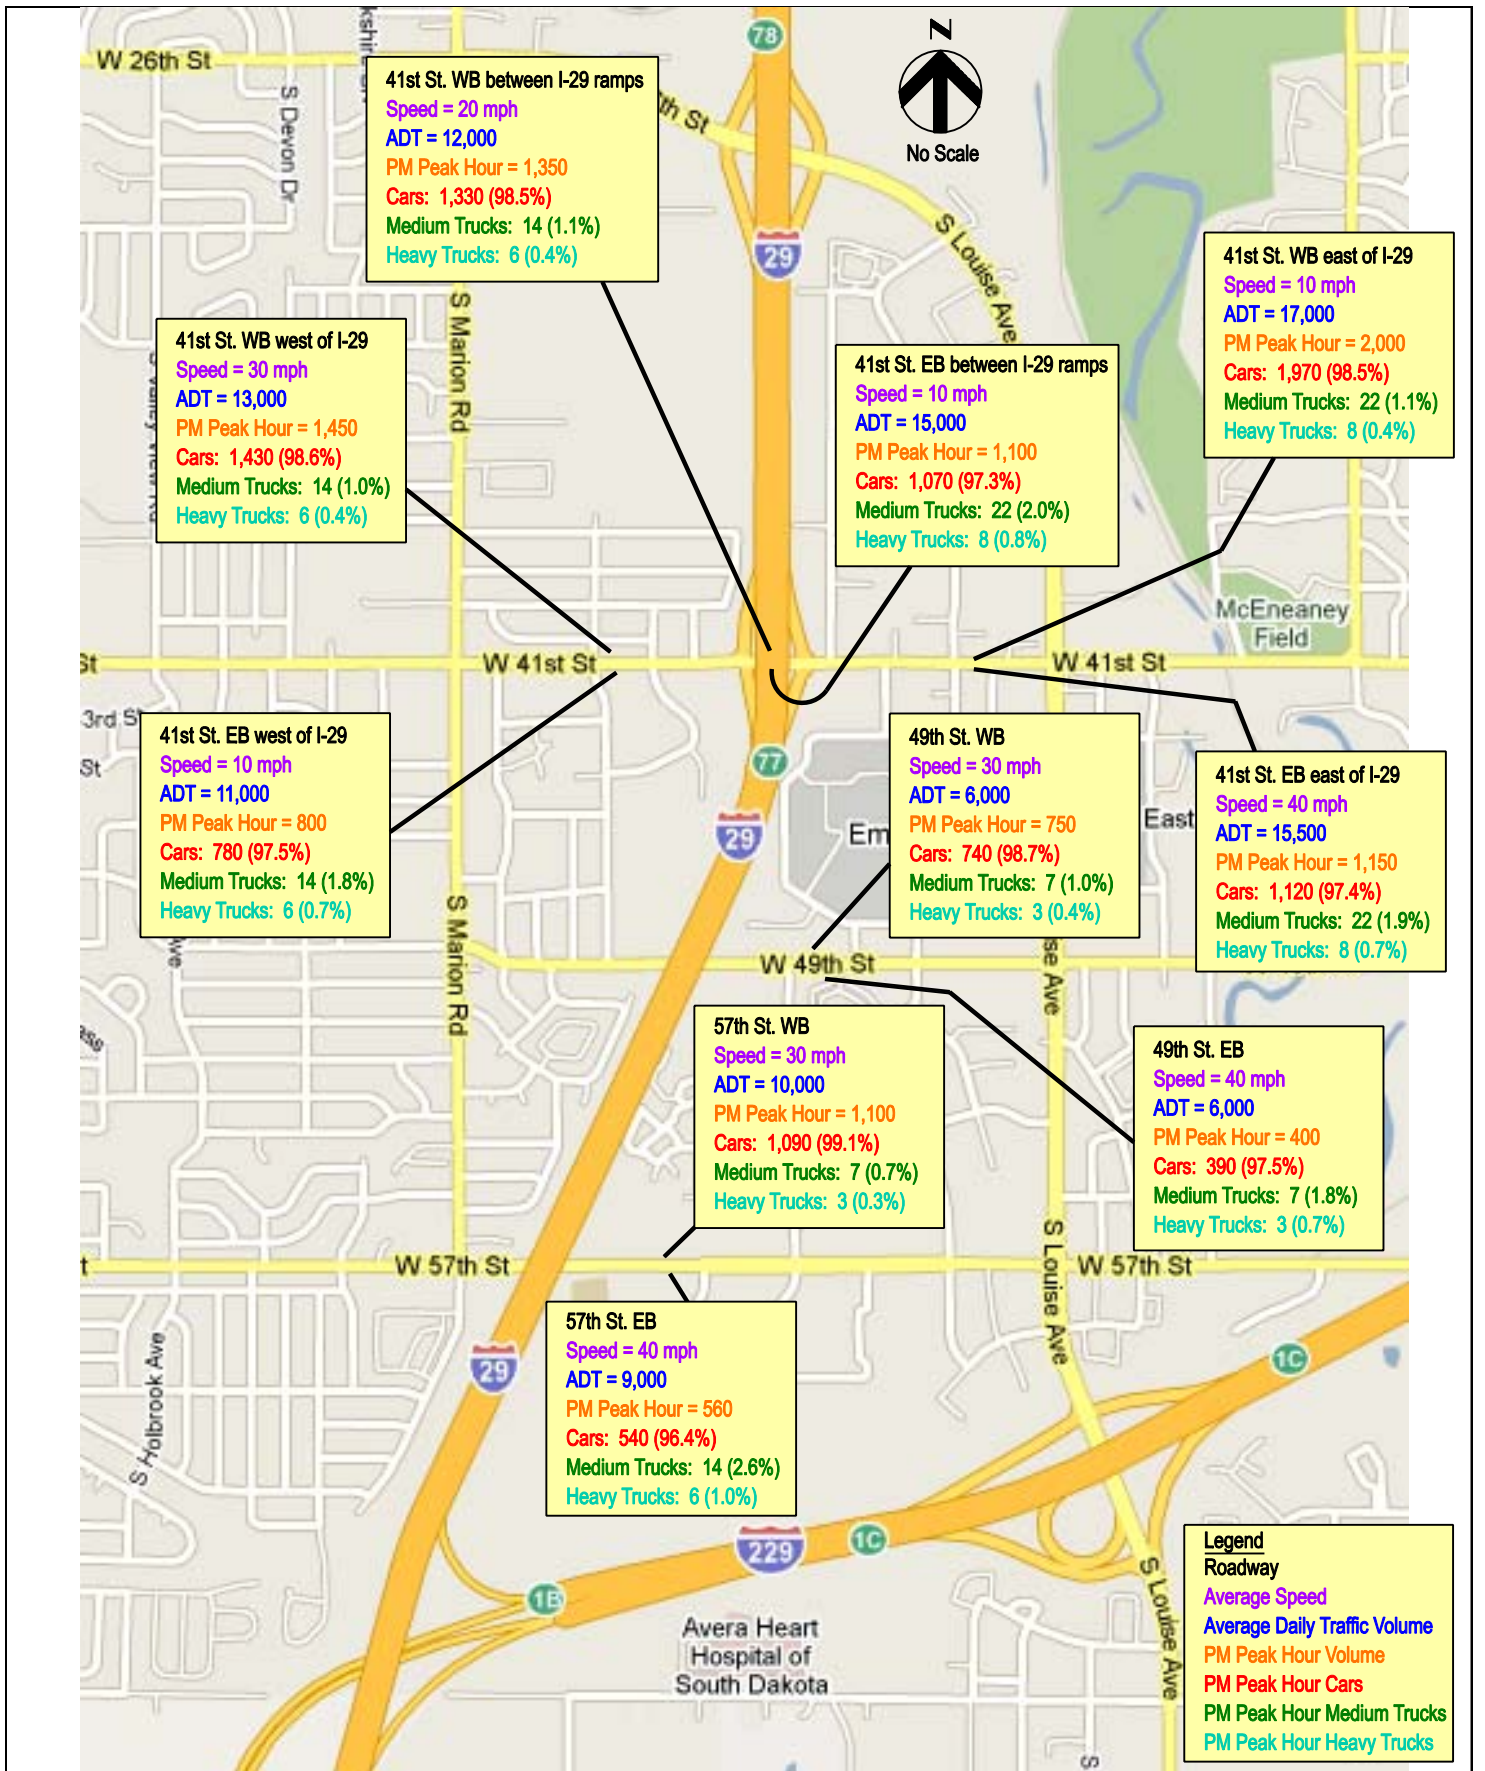 W 26th St
S Devon Dr
78
N
No Scale
41st St. WB between I-29 ramps
Speed = 20 mph
ADT = 12,000
PM Peak Hour = 1,350
Cars: 1,330 (98.5%)
Medium Trucks: 14 (1.1%)
Heavy Trucks: 6 (0.4%)
29
S Louise Ave
41st St. WB east of I-29
Speed = 10 mph
ADT = 17,000
PM Peak Hour = 2,000
Cars: 1,970 (98.5%)
Medium Trucks: 22 (1.1%)
Heavy Trucks: 8 (0.4%)
41st St. WB west of I-29
Speed = 30 mph
ADT = 13,000
PM Peak Hour = 1,450
Cars: 1,430 (98.6%)
Medium Trucks: 14 (1.0%)
Heavy Trucks: 6 (0.4%)
S Marion Rd
41st St. EB between I-29 ramps
Speed = 10 mph
ADT = 15,000
PM Peak Hour = 1,100
Cars: 1,070 (97.3%)
Medium Trucks: 22 (2.0%)
Heavy Trucks: 8 (0.8%)
McEneaney
Field
St
W 41st St
W 41st St
3rd St
St
41st St. EB west of I-29
Speed = 10 mph
ADT = 11,000
PM Peak Hour = 800
Cars: 780 (97.5%)
Medium Trucks: 14 (1.8%)
Heavy Trucks: 6 (0.7%)
77
29
Em
49th St. WB
Speed = 30 mph
ADT = 6,000
PM Peak Hour = 750
Cars: 740 (98.7%)
Medium Trucks: 7 (1.0%)
Heavy Trucks: 3 (0.4%)
East
41st St. EB east of I-29
Speed = 40 mph
ADT = 15,500
PM Peak Hour = 1,150
Cars: 1,120 (97.4%)
Medium Trucks: 22 (1.9%)
Heavy Trucks: 8 (0.7%)
S Marion Rd
W 49th St
se Ave
57th St. WB
Speed = 30 mph
ADT = 10,000
PM Peak Hour = 1,100
Cars: 1,090 (99.1%)
Medium Trucks: 7 (0.7%)
Heavy Trucks: 3 (0.3%)
49th St. EB
Speed = 40 mph
ADT = 6,000
PM Peak Hour = 400
Cars: 390 (97.5%)
Medium Trucks: 7 (1.8%)
Heavy Trucks: 3 (0.7%)
W 57th St
S Louise Ave
W 57th St
57th St. EB
Speed = 40 mph
ADT = 9,000
PM Peak Hour = 560
Cars: 540 (96.4%)
Medium Trucks: 14 (2.6%)
Heavy Trucks: 6 (1.0%)
29
S Holbrook Ave
1C
229
1C
1B
S Louise Ave
Avera Heart
Hospital of
South Dakota
Legend
Roadway
Average Speed
Average Daily Traffic Volume
PM Peak Hour Volume
PM Peak Hour Cars
PM Peak Hour Medium Trucks
PM Peak Hour Heavy Trucks
S